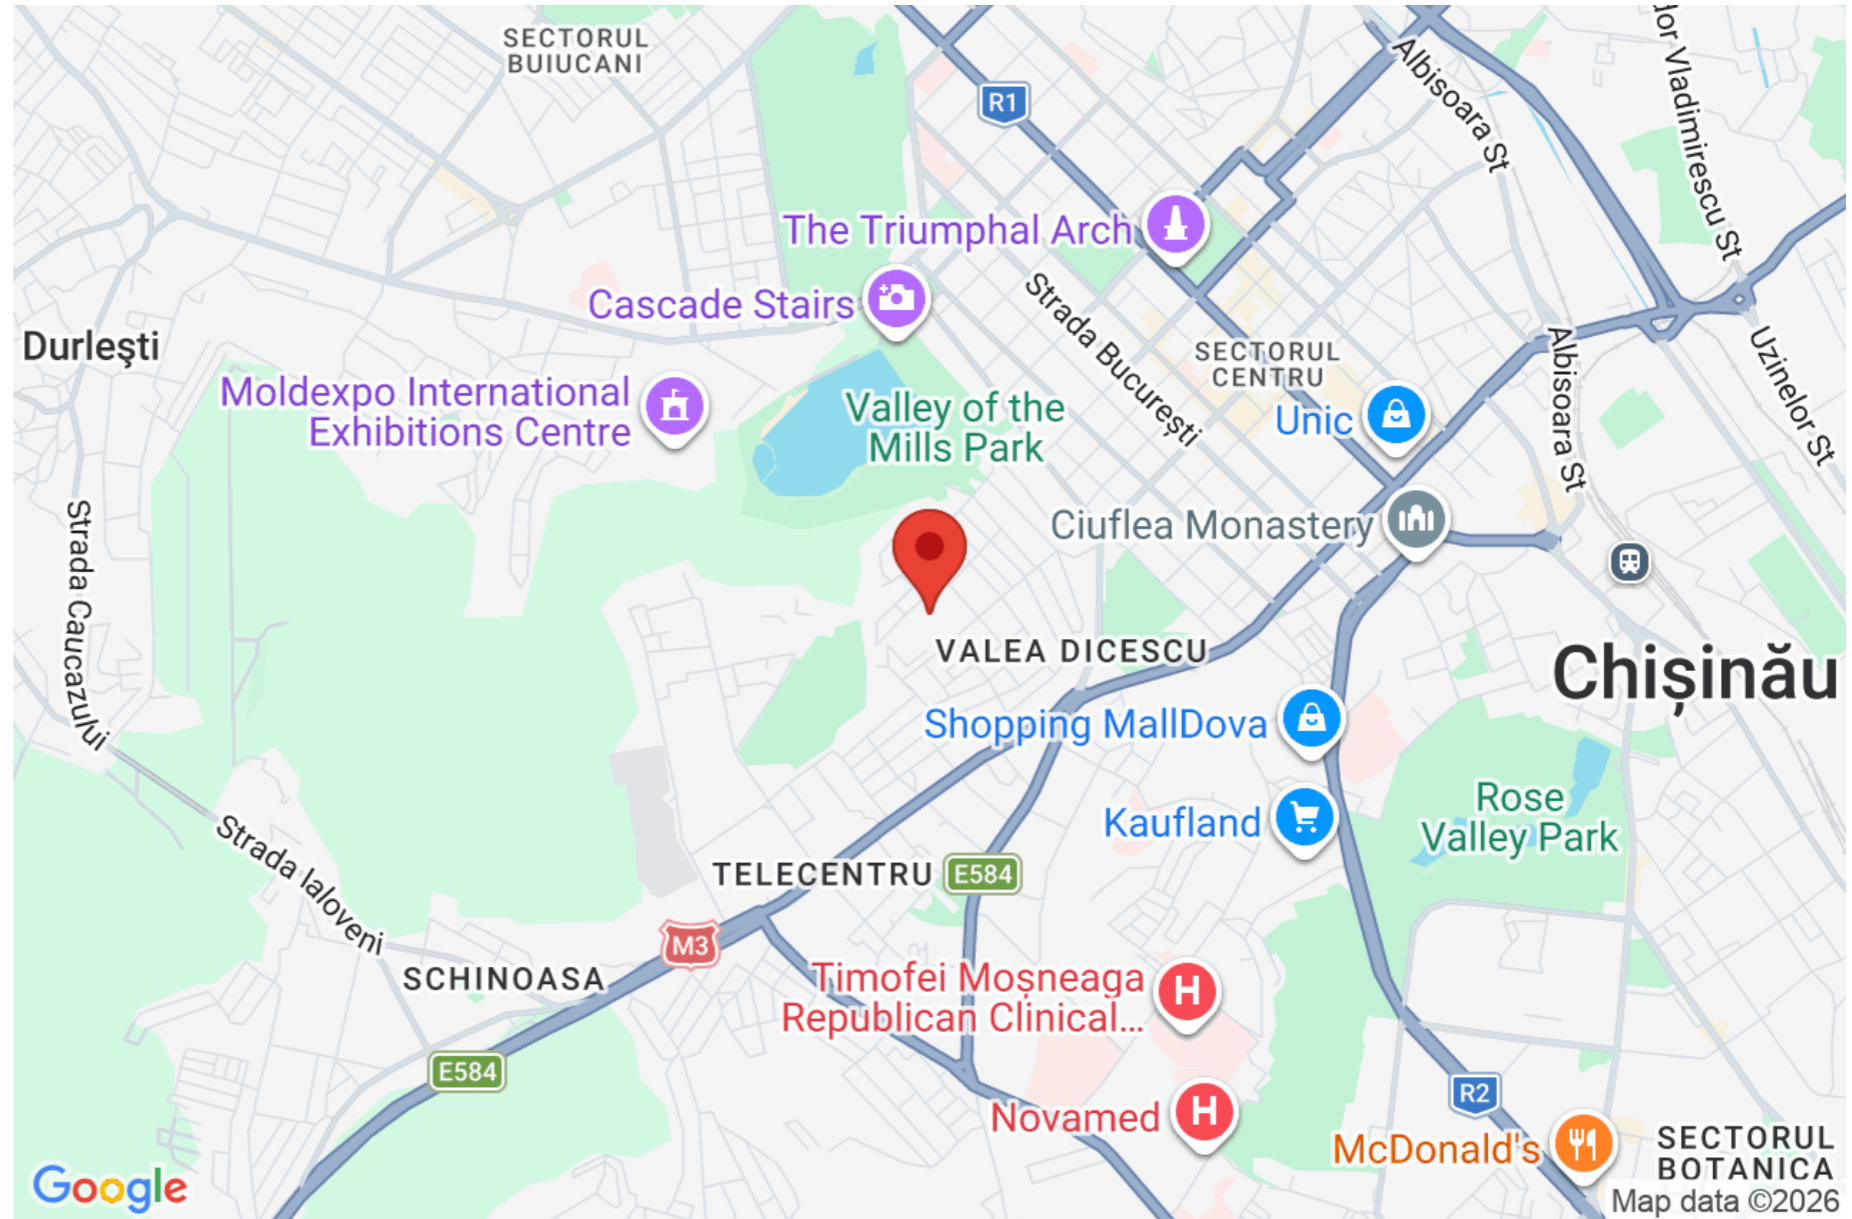 SECTORUL
BUIUCANI
R1
Albisoara St
dor Vladimirescu St
The Triumphal Arch
Cascade Stairs
Strada București
Durleşti
SECTORUL
CENTRU
Albisoara St
Uzinelor St
Moldexpo International
Exhibitions Centre
Valley of the
Mills Park
Unic
Strada Caucazului
Ciuflea Monastery
VALEA DICESCU
Chișinău
Shopping MallDova
Rose
Valley Park
Kaufland
Strada Ialoveni
TELECENTRU
E584
M3
SCHINOASA
Timofei Moșneaga
Republican Clinical...
H
E584
R2
Novamed
H
McDonald's
SECTORUL
BOTANICA
Google
Map data ©2026